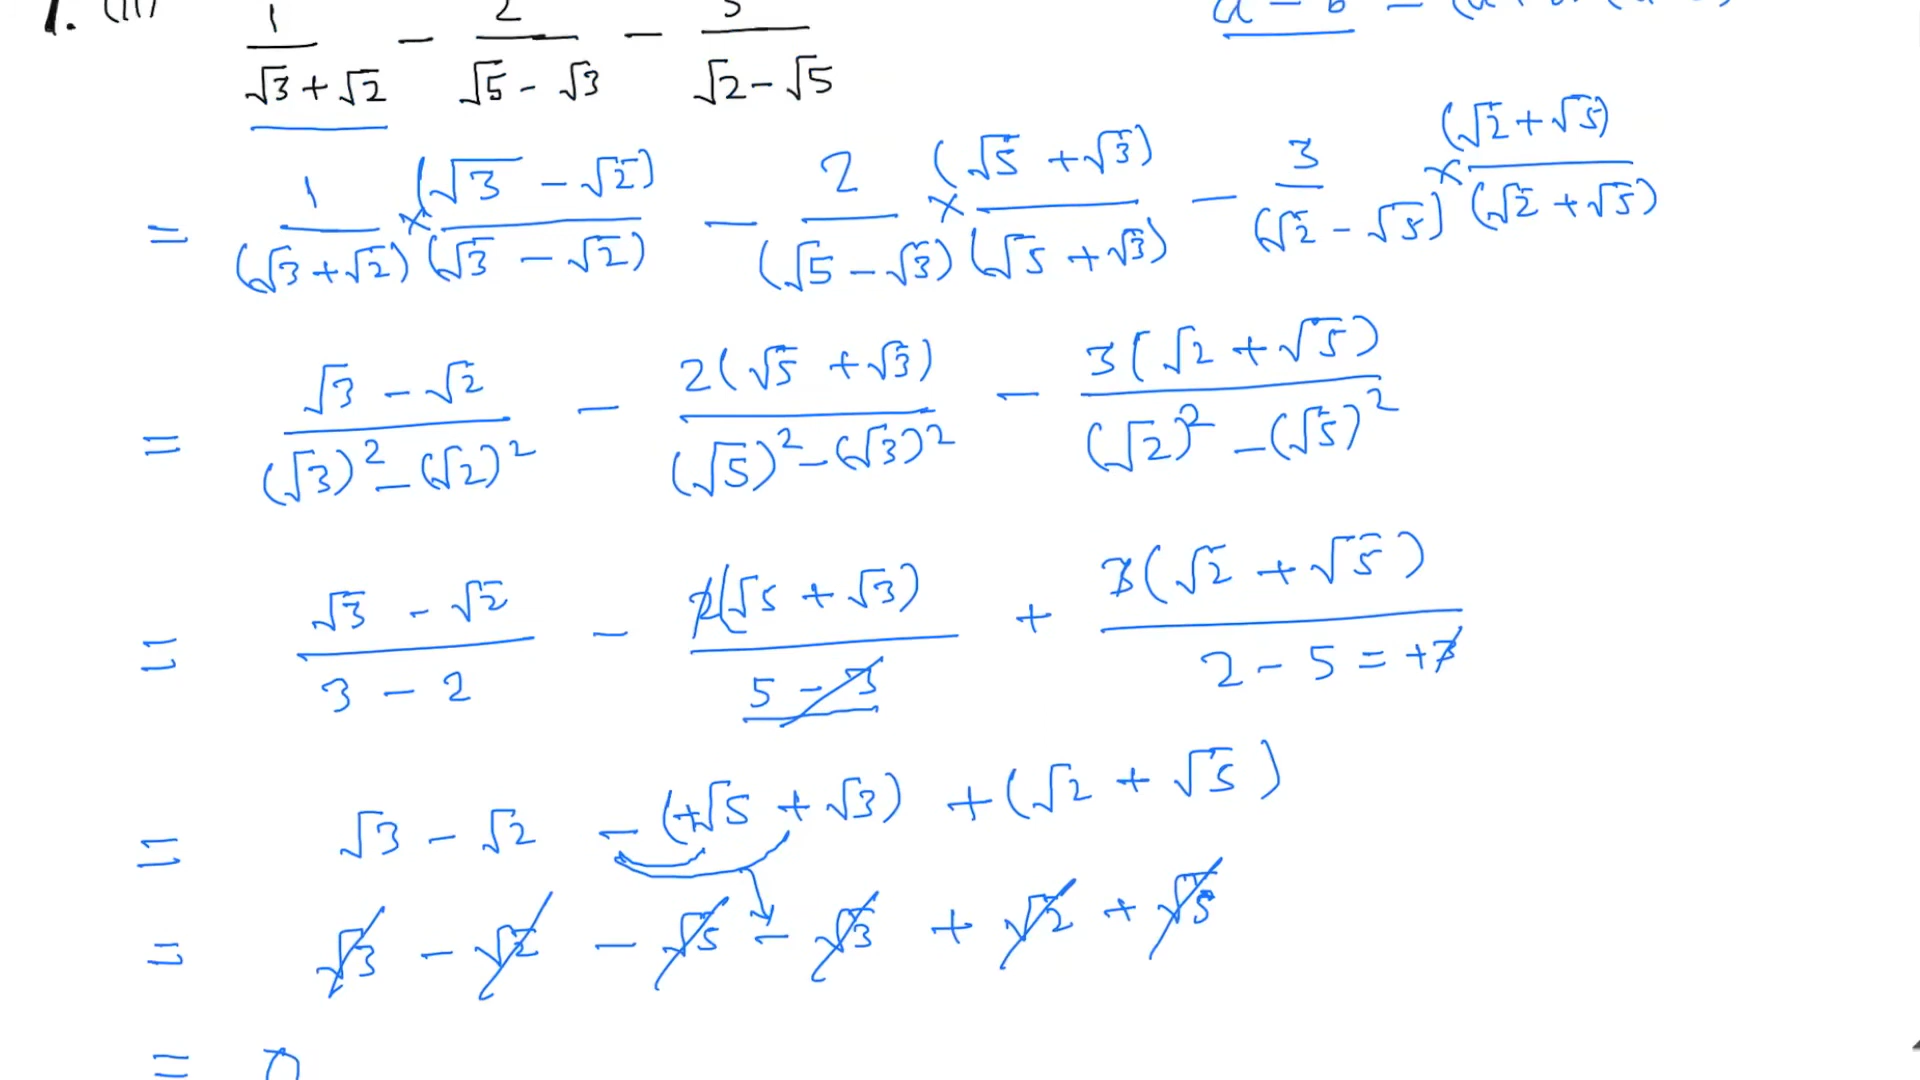 1. (ii) 1/(√3 + √2) − 2/(√5 − √3) − 3/(√2 − √5)
= 1/(√3 + √2) × (√3 − √2)/(√3 − √2) − 2/(√5 − √3) × (√5 + √3)/(√5 + √3) − 3/(√2 − √5) × (√2 + √5)/(√2 + √5)
= (√3 − √2)/((√3)² − (√2)²) − 2(√5 + √3)/((√5)² − (√3)²) − 3(√2 + √5)/((√2)² − (√5)²)
= (√3 − √2)/(3 − 2) − 2(√5 + √3)/(5 − 3) + 3(√2 + √5)/(2 − 5 = +3)
= √3 − √2 − (+√5 + √3) + (√2 + √5)
= √3 − √2 − √5 − √3 + √2 + √5
= 0